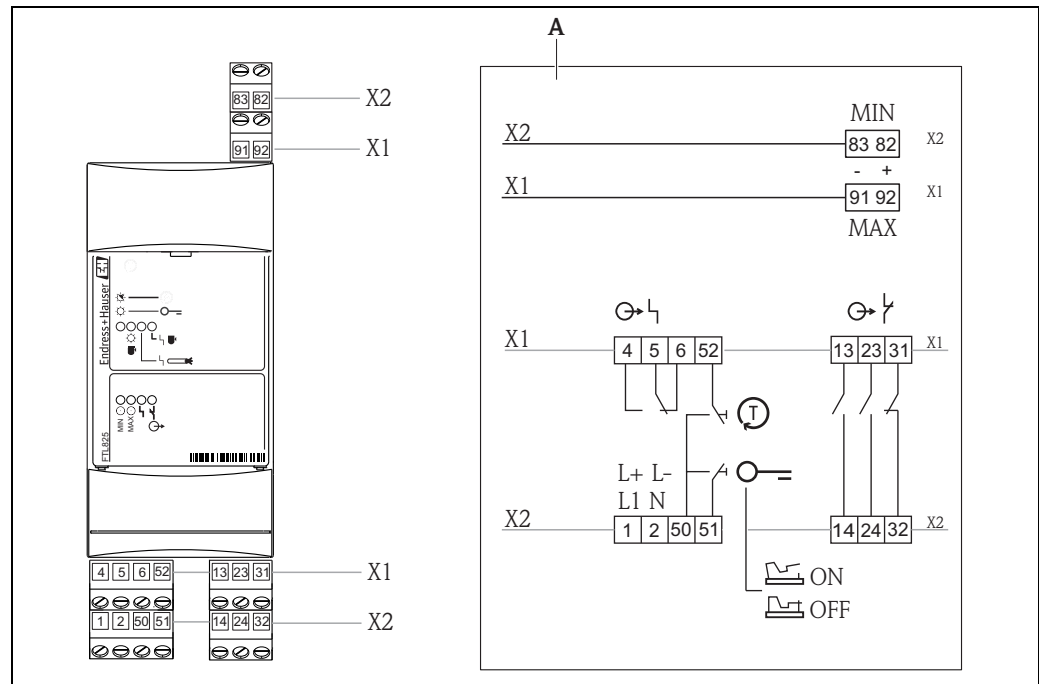 83 82
X2
91 92
X1
Endress+Hauser
EH
MIN
MAX
FTL825
4 5 6 52
13 23 31
X1
1 2 50 51
14 24 32
X2
A
MIN
X2
83 82
X2
- +
X1
91 92
X1
MAX
X1
4 5 6 52
13 23 31
X1
T
L+ L-
L1 N
X2
1 2 50 51
14 24 32
X2
ON
OFF